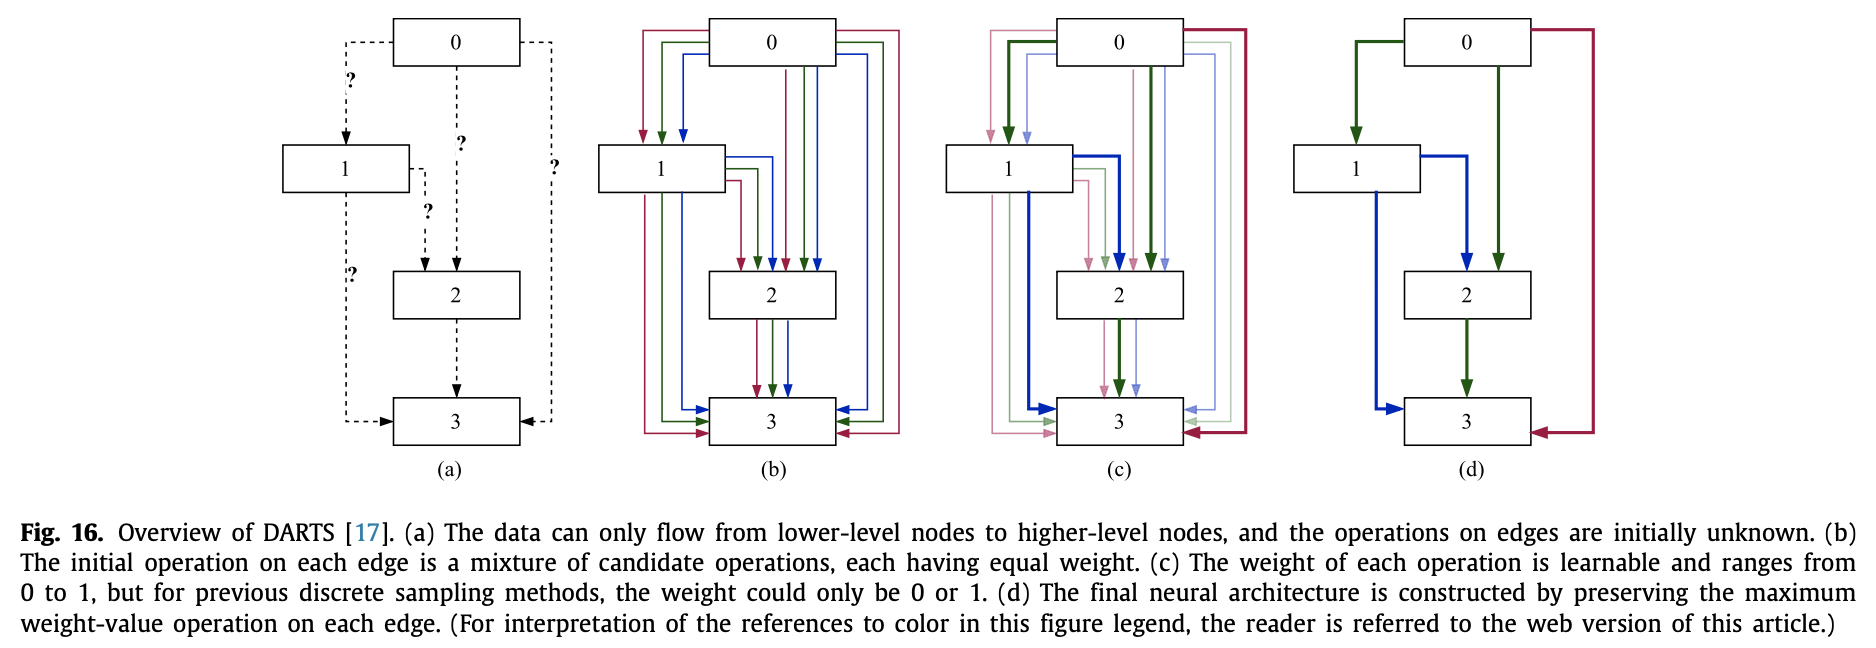 0
?
?
?
1
?
?
2
3
(a)
0
1
2
3
(b)
0
1
2
3
(c)
0
1
2
3
(d)
Fig. 16. Overview of DARTS [17]. (a) The data can only flow from lower-level nodes to higher-level nodes, and the operations on edges are initially unknown. (b)
The initial operation on each edge is a mixture of candidate operations, each having equal weight. (c) The weight of each operation is learnable and ranges from
0 to 1, but for previous discrete sampling methods, the weight could only be 0 or 1. (d) The final neural architecture is constructed by preserving the maximum
weight-value operation on each edge. (For interpretation of the references to color in this figure legend, the reader is referred to the web version of this article.)